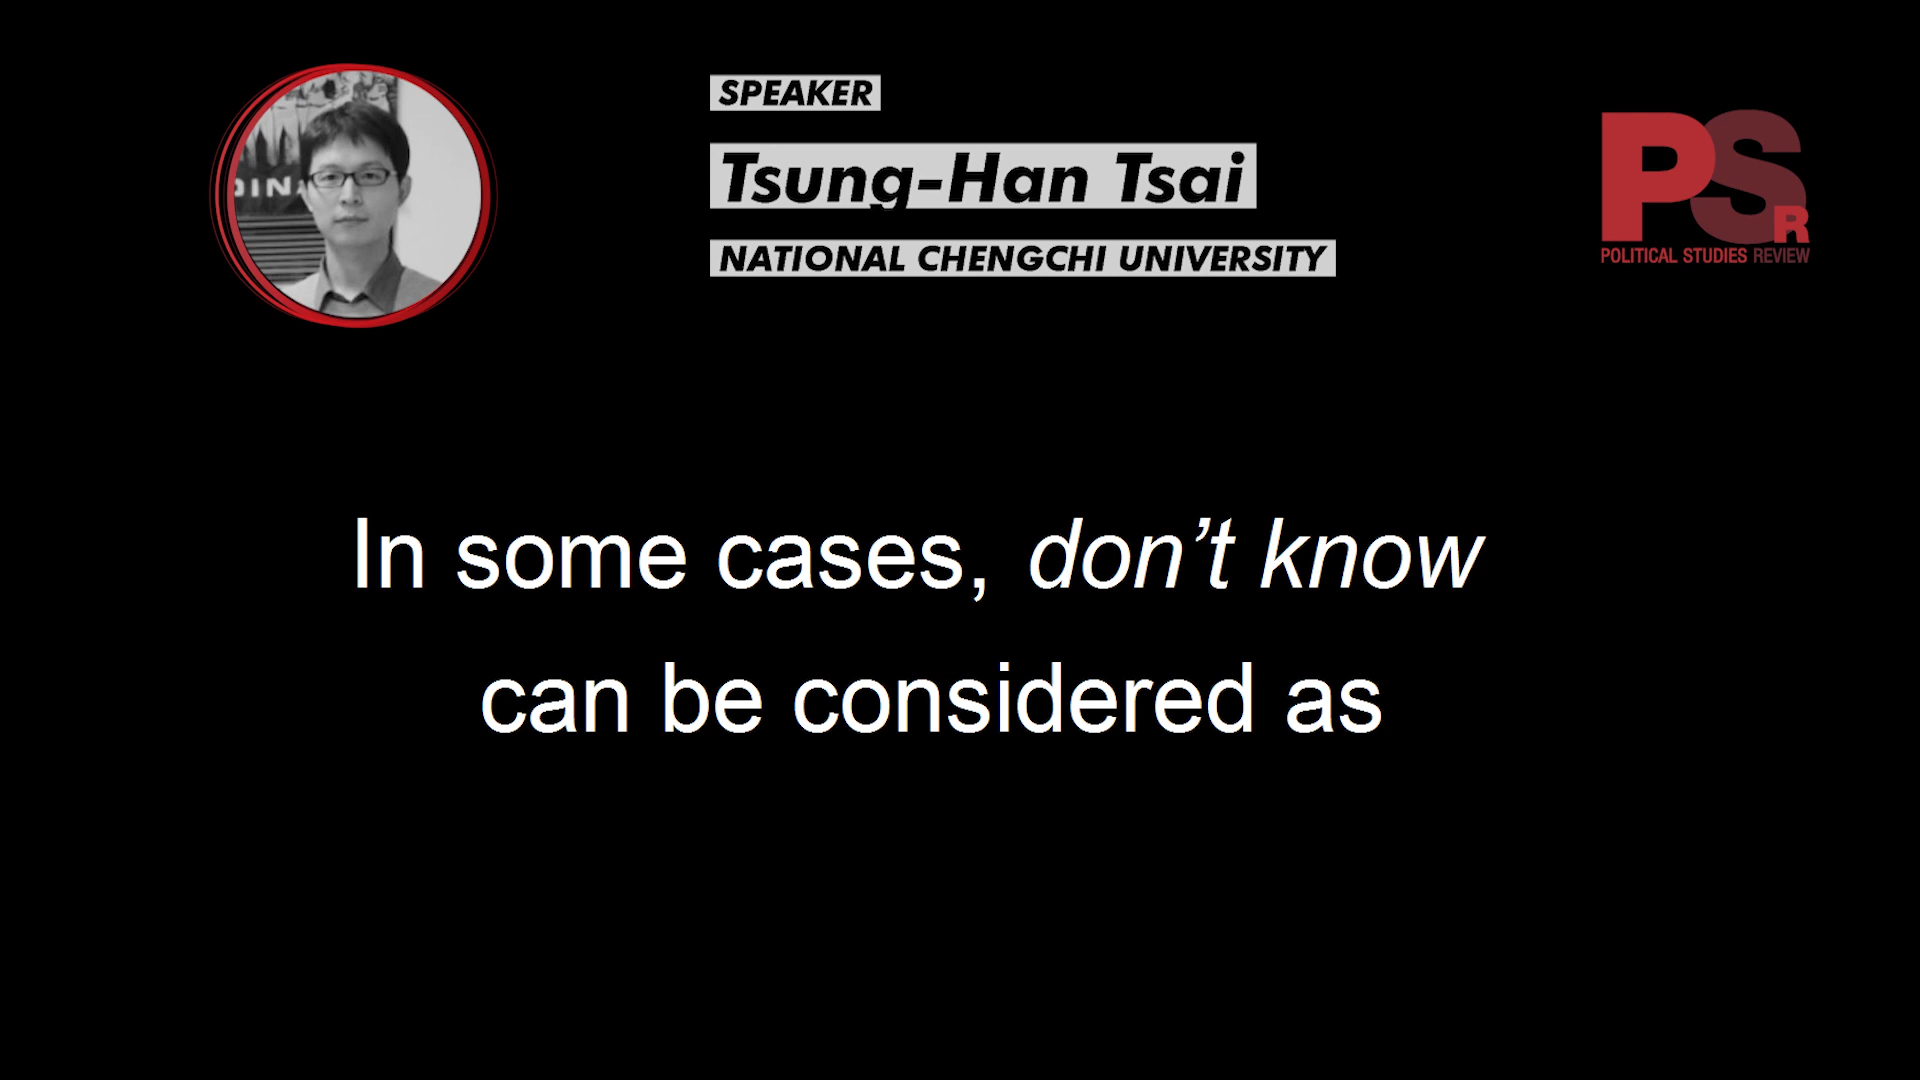 SPEAKER
Tsung-Han Tsai
NATIONAL CHENGCHI UNIVERSITY
PSR
POLITICAL STUDIES REVIEW
In some cases, don’t know
can be considered as